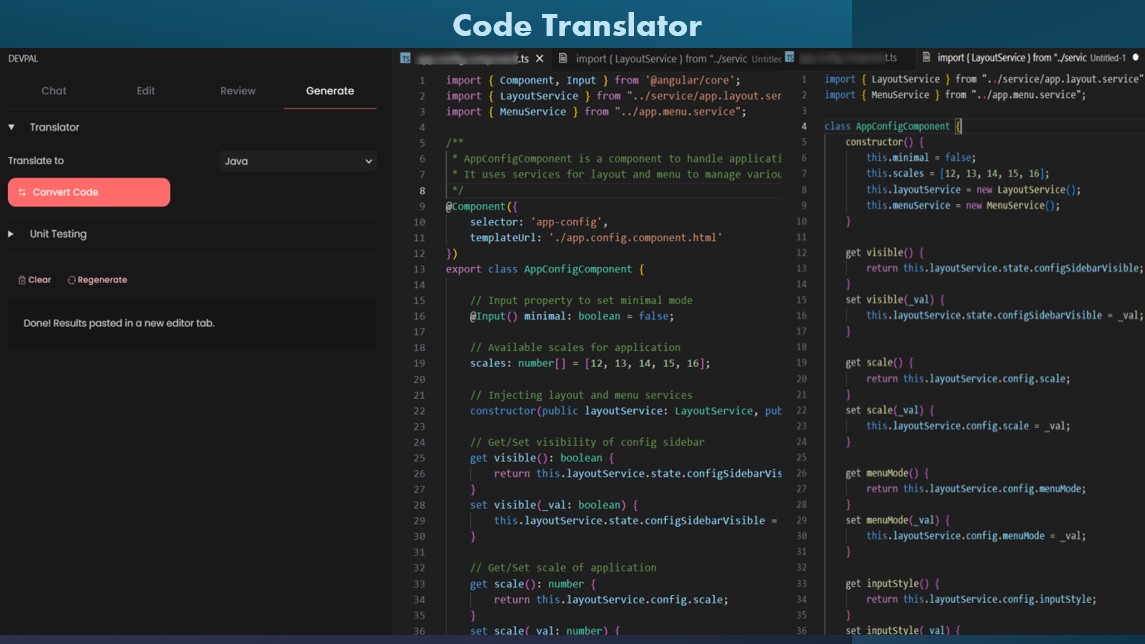 Code Translator
DEVPAL
Chat Edit Review Generate
Translator
Translate to Java
Convert Code
Unit Testing
Clear Regenerate
Done! Results pasted in a new editor tab.
TS .ts × import { LayoutService } from "../servic Untitled
1 import { Component, Input } from '@angular/core';
2 import { LayoutService } from "../service/app.layout.ser
3 import { MenuService } from "../app.menu.service";
4
5 /**
6 * AppConfigComponent is a component to handle applicati
7 * It uses services for layout and menu to manage variou
8 */
9 @Component({
10 selector: 'app-config',
11 templateUrl: './app.config.component.html'
12 })
13 export class AppConfigComponent {
14
15 // Input property to set minimal mode
16 @Input() minimal: boolean = false;
17
18 // Available scales for application
19 scales: number[] = [12, 13, 14, 15, 16];
20
21 // Injecting layout and menu services
22 constructor(public layoutService: LayoutService, pub
23
24 // Get/Set visibility of config sidebar
25 get visible(): boolean {
26 return this.layoutService.state.configSidebarVis
27 }
28 set visible(_val: boolean) {
29 this.layoutService.state.configSidebarVisible =
30 }
31
32 // Get/Set scale of application
33 get scale(): number {
34 return this.layoutService.config.scale;
35 }
36 set scale(_val: number) {
TS .ts import { LayoutService } from "../servic Untitled-1 ●
1 import { LayoutService } from "../service/app.layout.service"
2 import { MenuService } from "../app.menu.service";
3
4 class AppConfigComponent {
5 constructor() {
6 this.minimal = false;
7 this.scales = [12, 13, 14, 15, 16];
8 this.layoutService = new LayoutService();
9 this.menuService = new MenuService();
10 }
11
12 get visible() {
13 return this.layoutService.state.configSidebarVisible;
14 }
15 set visible(_val) {
16 this.layoutService.state.configSidebarVisible = _val;
17 }
18
19 get scale() {
20 return this.layoutService.config.scale;
21 }
22 set scale(_val) {
23 this.layoutService.config.scale = _val;
24 }
25
26 get menuMode() {
27 return this.layoutService.config.menuMode;
28 }
29 set menuMode(_val) {
30 this.layoutService.config.menuMode = _val;
31 }
32
33 get inputStyle() {
34 return this.layoutService.config.inputStyle;
35 }
36 set inputStyle(_val) {